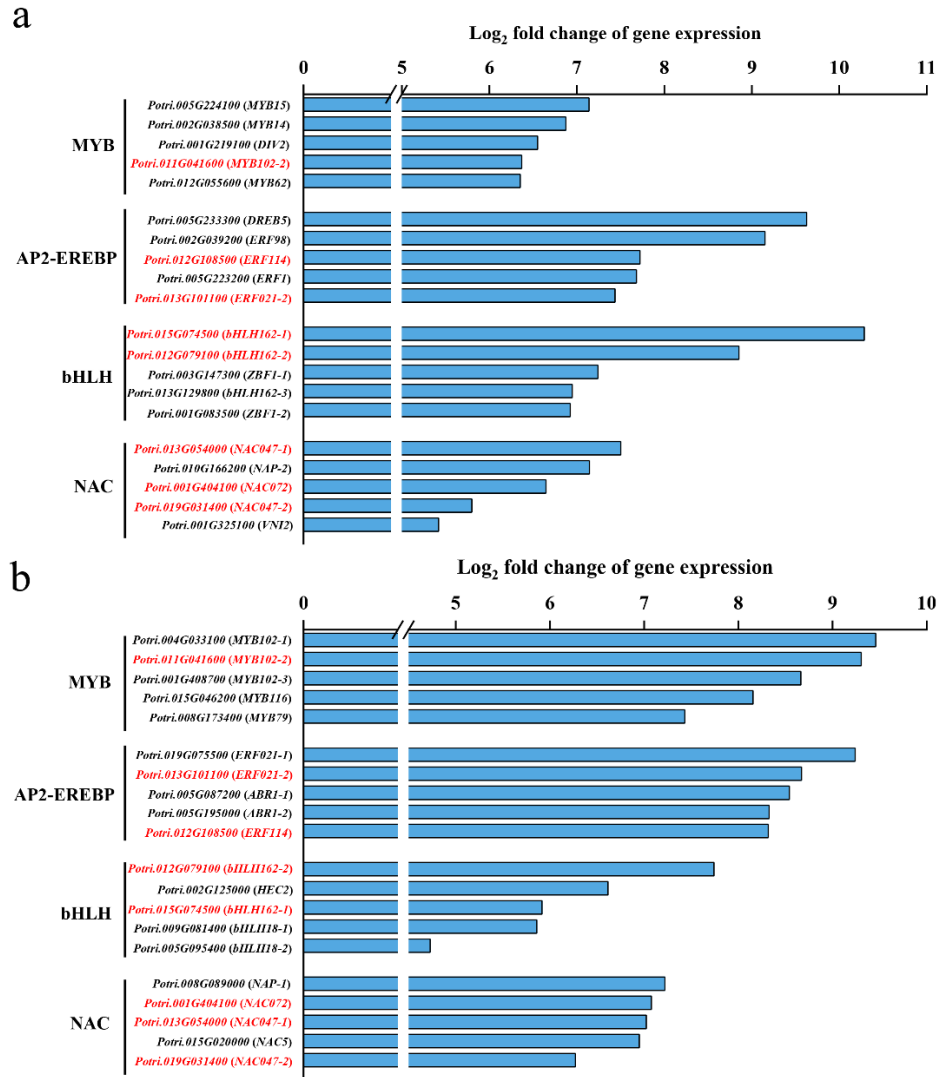 a
Log2 fold change of gene expression
0 5 6 7 8 9 10 11
MYB
Potri.005G224100 (MYB15)
Potri.002G038500 (MYB14)
Potri.001G219100 (DIV2)
Potri.011G041600 (MYB102-2)
Potri.012G055600 (MYB62)
AP2-EREBP
Potri.005G233300 (DREB5)
Potri.002G039200 (ERF98)
Potri.012G108500 (ERF114)
Potri.005G223200 (ERF1)
Potri.013G101100 (ERF021-2)
bHLH
Potri.015G074500 (bHLH162-1)
Potri.012G079100 (bHLH162-2)
Potri.003G147300 (ZBF1-1)
Potri.013G129800 (bHLH162-3)
Potri.001G083500 (ZBF1-2)
NAC
Potri.013G054000 (NAC047-1)
Potri.010G166200 (NAP-2)
Potri.001G404100 (NAC072)
Potri.019G031400 (NAC047-2)
Potri.001G325100 (VNI2)
b
Log2 fold change of gene expression
0 5 6 7 8 9 10
MYB
Potri.004G033100 (MYB102-1)
Potri.011G041600 (MYB102-2)
Potri.001G408700 (MYB102-3)
Potri.015G046200 (MYB116)
Potri.008G173400 (MYB79)
AP2-EREBP
Potri.019G075500 (ERF021-1)
Potri.013G101100 (ERF021-2)
Potri.005G087200 (ABR1-1)
Potri.005G195000 (ABR1-2)
Potri.012G108500 (ERF114)
bHLH
Potri.012G079100 (bHLH162-2)
Potri.002G125000 (HEC2)
Potri.015G074500 (bHLH162-1)
Potri.009G081400 (bHLH18-1)
Potri.005G095400 (bHLH18-2)
NAC
Potri.008G089000 (NAP-1)
Potri.001G404100 (NAC072)
Potri.013G054000 (NAC047-1)
Potri.015G020000 (NAC5)
Potri.019G031400 (NAC047-2)